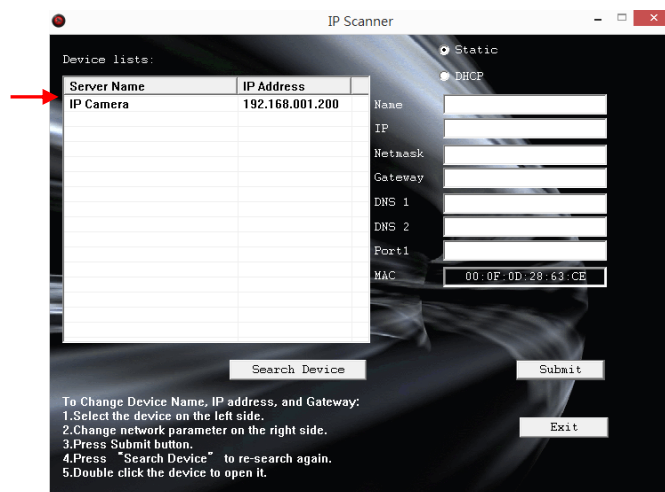 IP Scanner
Device lists:
Static
DHCP
Server Name IP Address
IP Camera 192.168.001.200
Name
IP
Netmask
Gateway
DNS 1
DNS 2
Port1
MAC 00:0F:0D:28:63:CE
Search Device
Submit
To Change Device Name, IP address, and Gateway:
1.Select the device on the left side.
2.Change network parameter on the right side.
3.Press Submit button.
4.Press “Search Device” to re-search again.
5.Double click the device to open it.
Exit